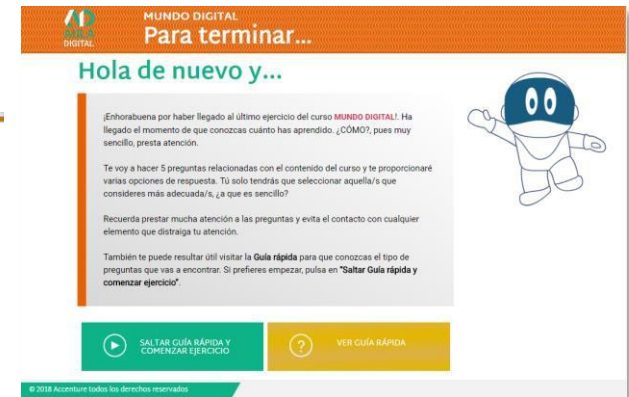 AD
AULA
DIGITAL
MUNDO DIGITAL
Para terminar...
Hola de nuevo y...
¡Enhorabuena por haber llegado al último ejercicio del curso MUNDO DIGITAL!. Ha
llegado el momento de que conozcas cuánto has aprendido. ¿CÓMO?, pues muy
sencillo, presta atención.
Te voy a hacer 5 preguntas relacionadas con el contenido del curso y te proporcionaré
varias opciones de respuesta. Tú solo tendrás que seleccionar aquella/s que
consideres más adecuada/s, ¿a que es sencillo?
Recuerda prestar mucha atención a las preguntas y evita el contacto con cualquier
elemento que distraiga tu atención.
También te puede resultar útil visitar la Guía rápida para que conozcas el tipo de
preguntas que vas a encontrar. Si prefieres empezar, pulsa en "Saltar Guía rápida y
comenzar ejercicio".
SALTAR GUÍA RÁPIDA Y
COMENZAR EJERCICIO
?
VER GUÍA RÁPIDA
© 2018 Accenture todos los derechos reservados